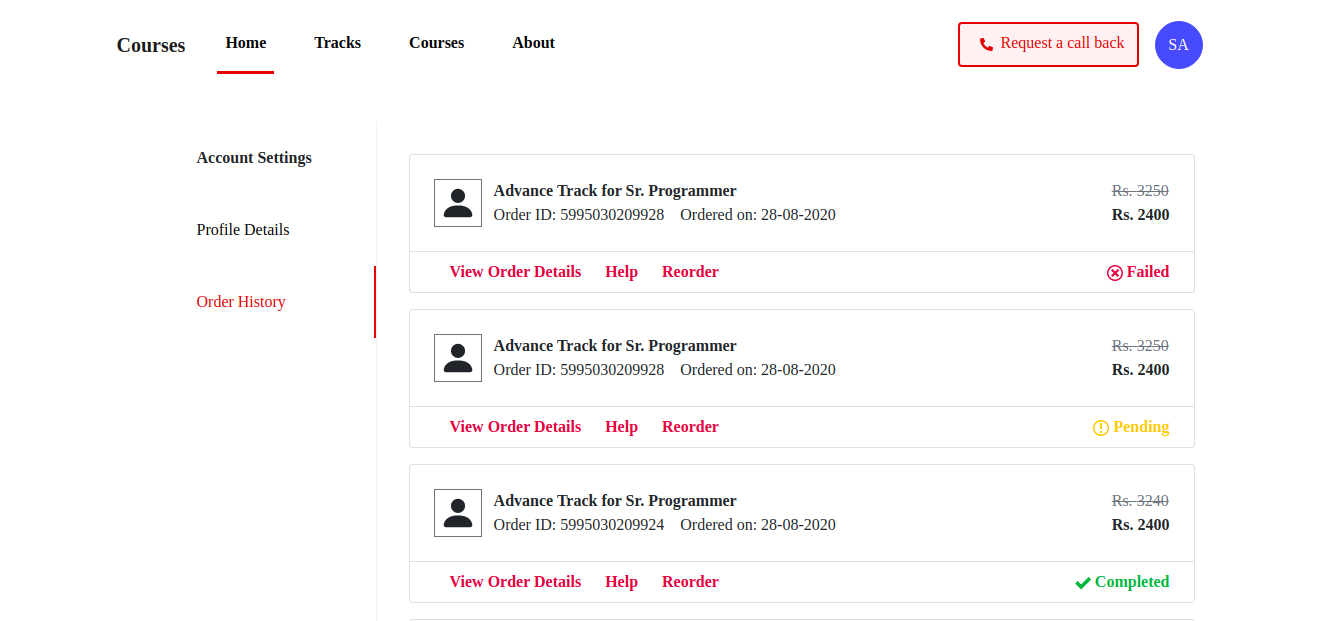 Courses Home Tracks Courses About Request a call back SA
Account Settings
Profile Details
Order History
Advance Track for Sr. Programmer Rs. 3250
Order ID: 5995030209928 Ordered on: 28-08-2020 Rs. 2400
View Order Details Help Reorder Failed
Advance Track for Sr. Programmer Rs. 3250
Order ID: 5995030209928 Ordered on: 28-08-2020 Rs. 2400
View Order Details Help Reorder Pending
Advance Track for Sr. Programmer Rs. 3240
Order ID: 5995030209924 Ordered on: 28-08-2020 Rs. 2400
View Order Details Help Reorder Completed